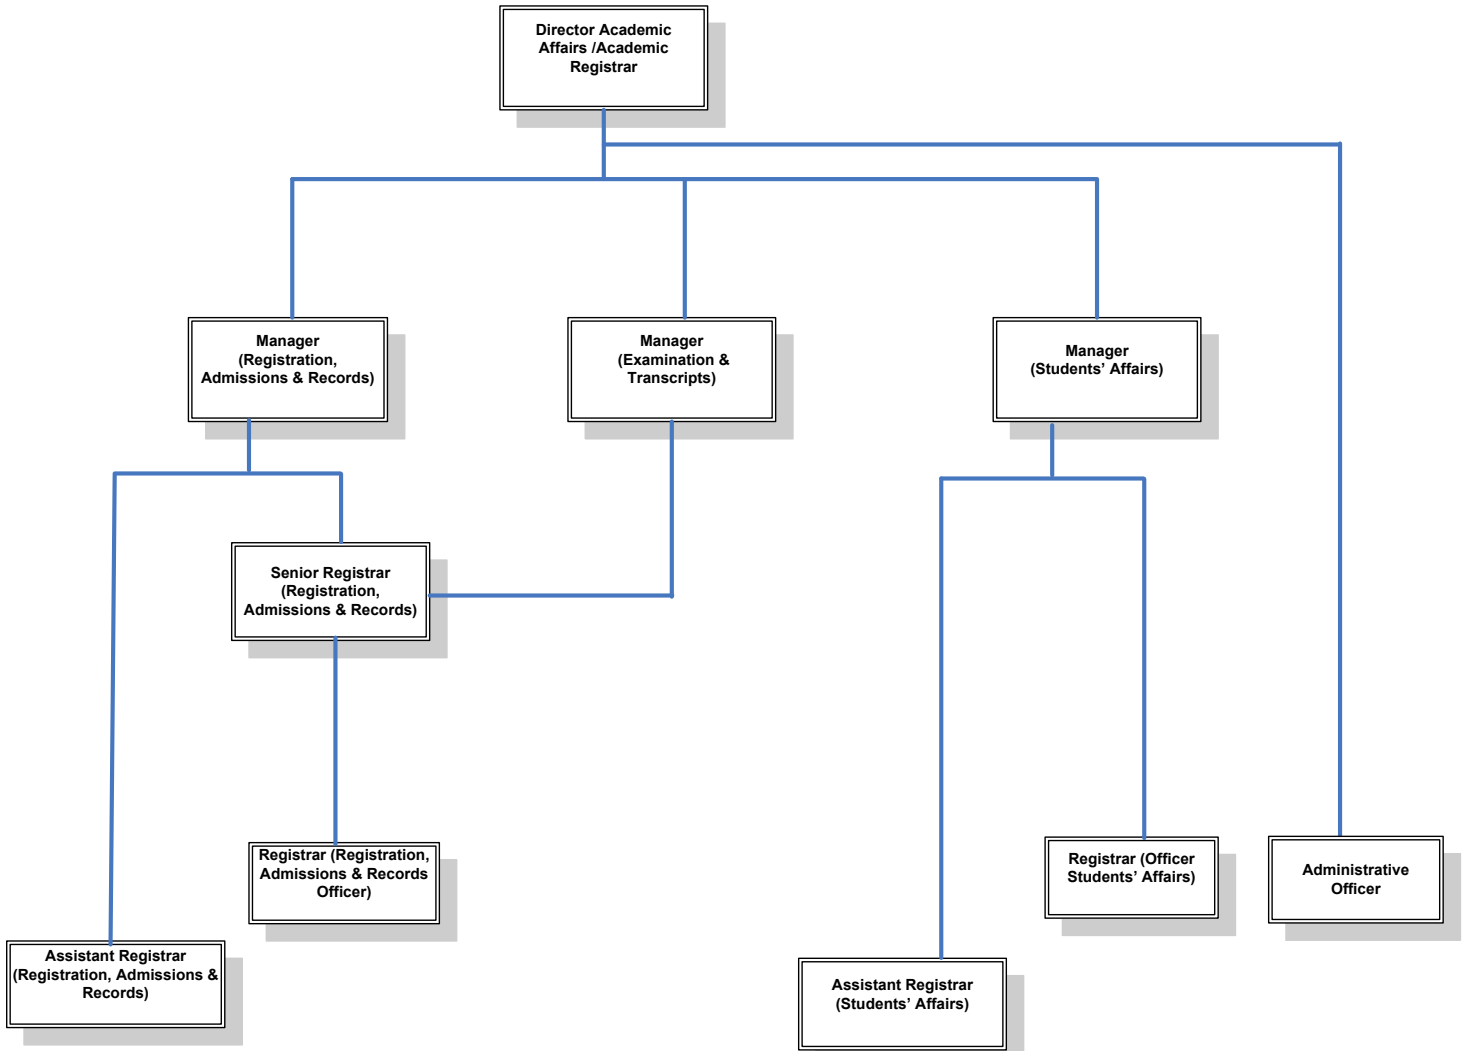 Director Academic
Affairs /Academic
Registrar
Manager
(Registration,
Admissions & Records)
Manager
(Examination &
Transcripts)
Manager
(Students’ Affairs)
Senior Registrar
(Registration,
Admissions & Records)
Registrar (Registration,
Admissions & Records
Officer)
Registrar (Officer
Students’ Affairs)
Administrative
Officer
Assistant Registrar
(Registration, Admissions &
Records)
Assistant Registrar
(Students’ Affairs)